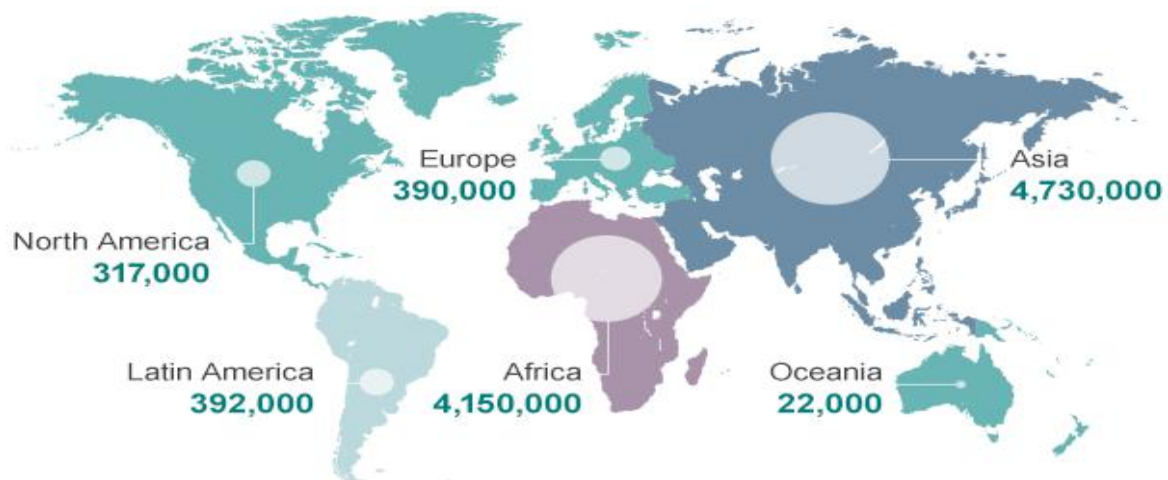 Europe
390,000
Asia
4,730,000
North America
317,000
Latin America
392,000
Africa
4,150,000
Oceania
22,000